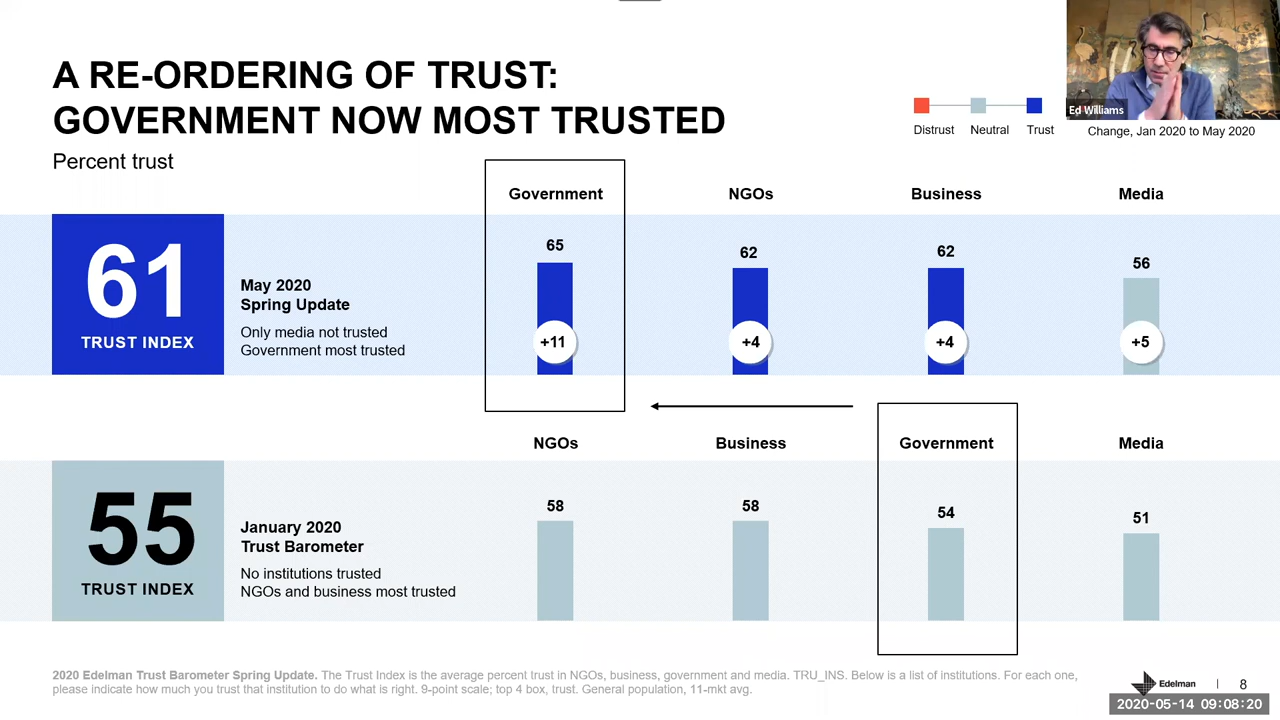 A RE-ORDERING OF TRUST:
GOVERNMENT NOW MOST TRUSTED
Percent trust
Distrust Neutral Trust
Ed Williams
Change, Jan 2020 to May 2020
Government NGOs Business Media
61
TRUST INDEX
May 2020
Spring Update
Only media not trusted
Government most trusted
65 62 62 56
+11 +4 +4 +5
NGOs Business Government Media
55
TRUST INDEX
January 2020
Trust Barometer
No institutions trusted
NGOs and business most trusted
58 58 54 51
2020 Edelman Trust Barometer Spring Update. The Trust Index is the average percent trust in NGOs, business, government and media. TRU_INS. Below is a list of institutions. For each one,
please indicate how much you trust that institution to do what is right. 9-point scale; top 4 box, trust. General population, 11-mkt avg.
Edelman | 8
2020-05-14 09:08:20